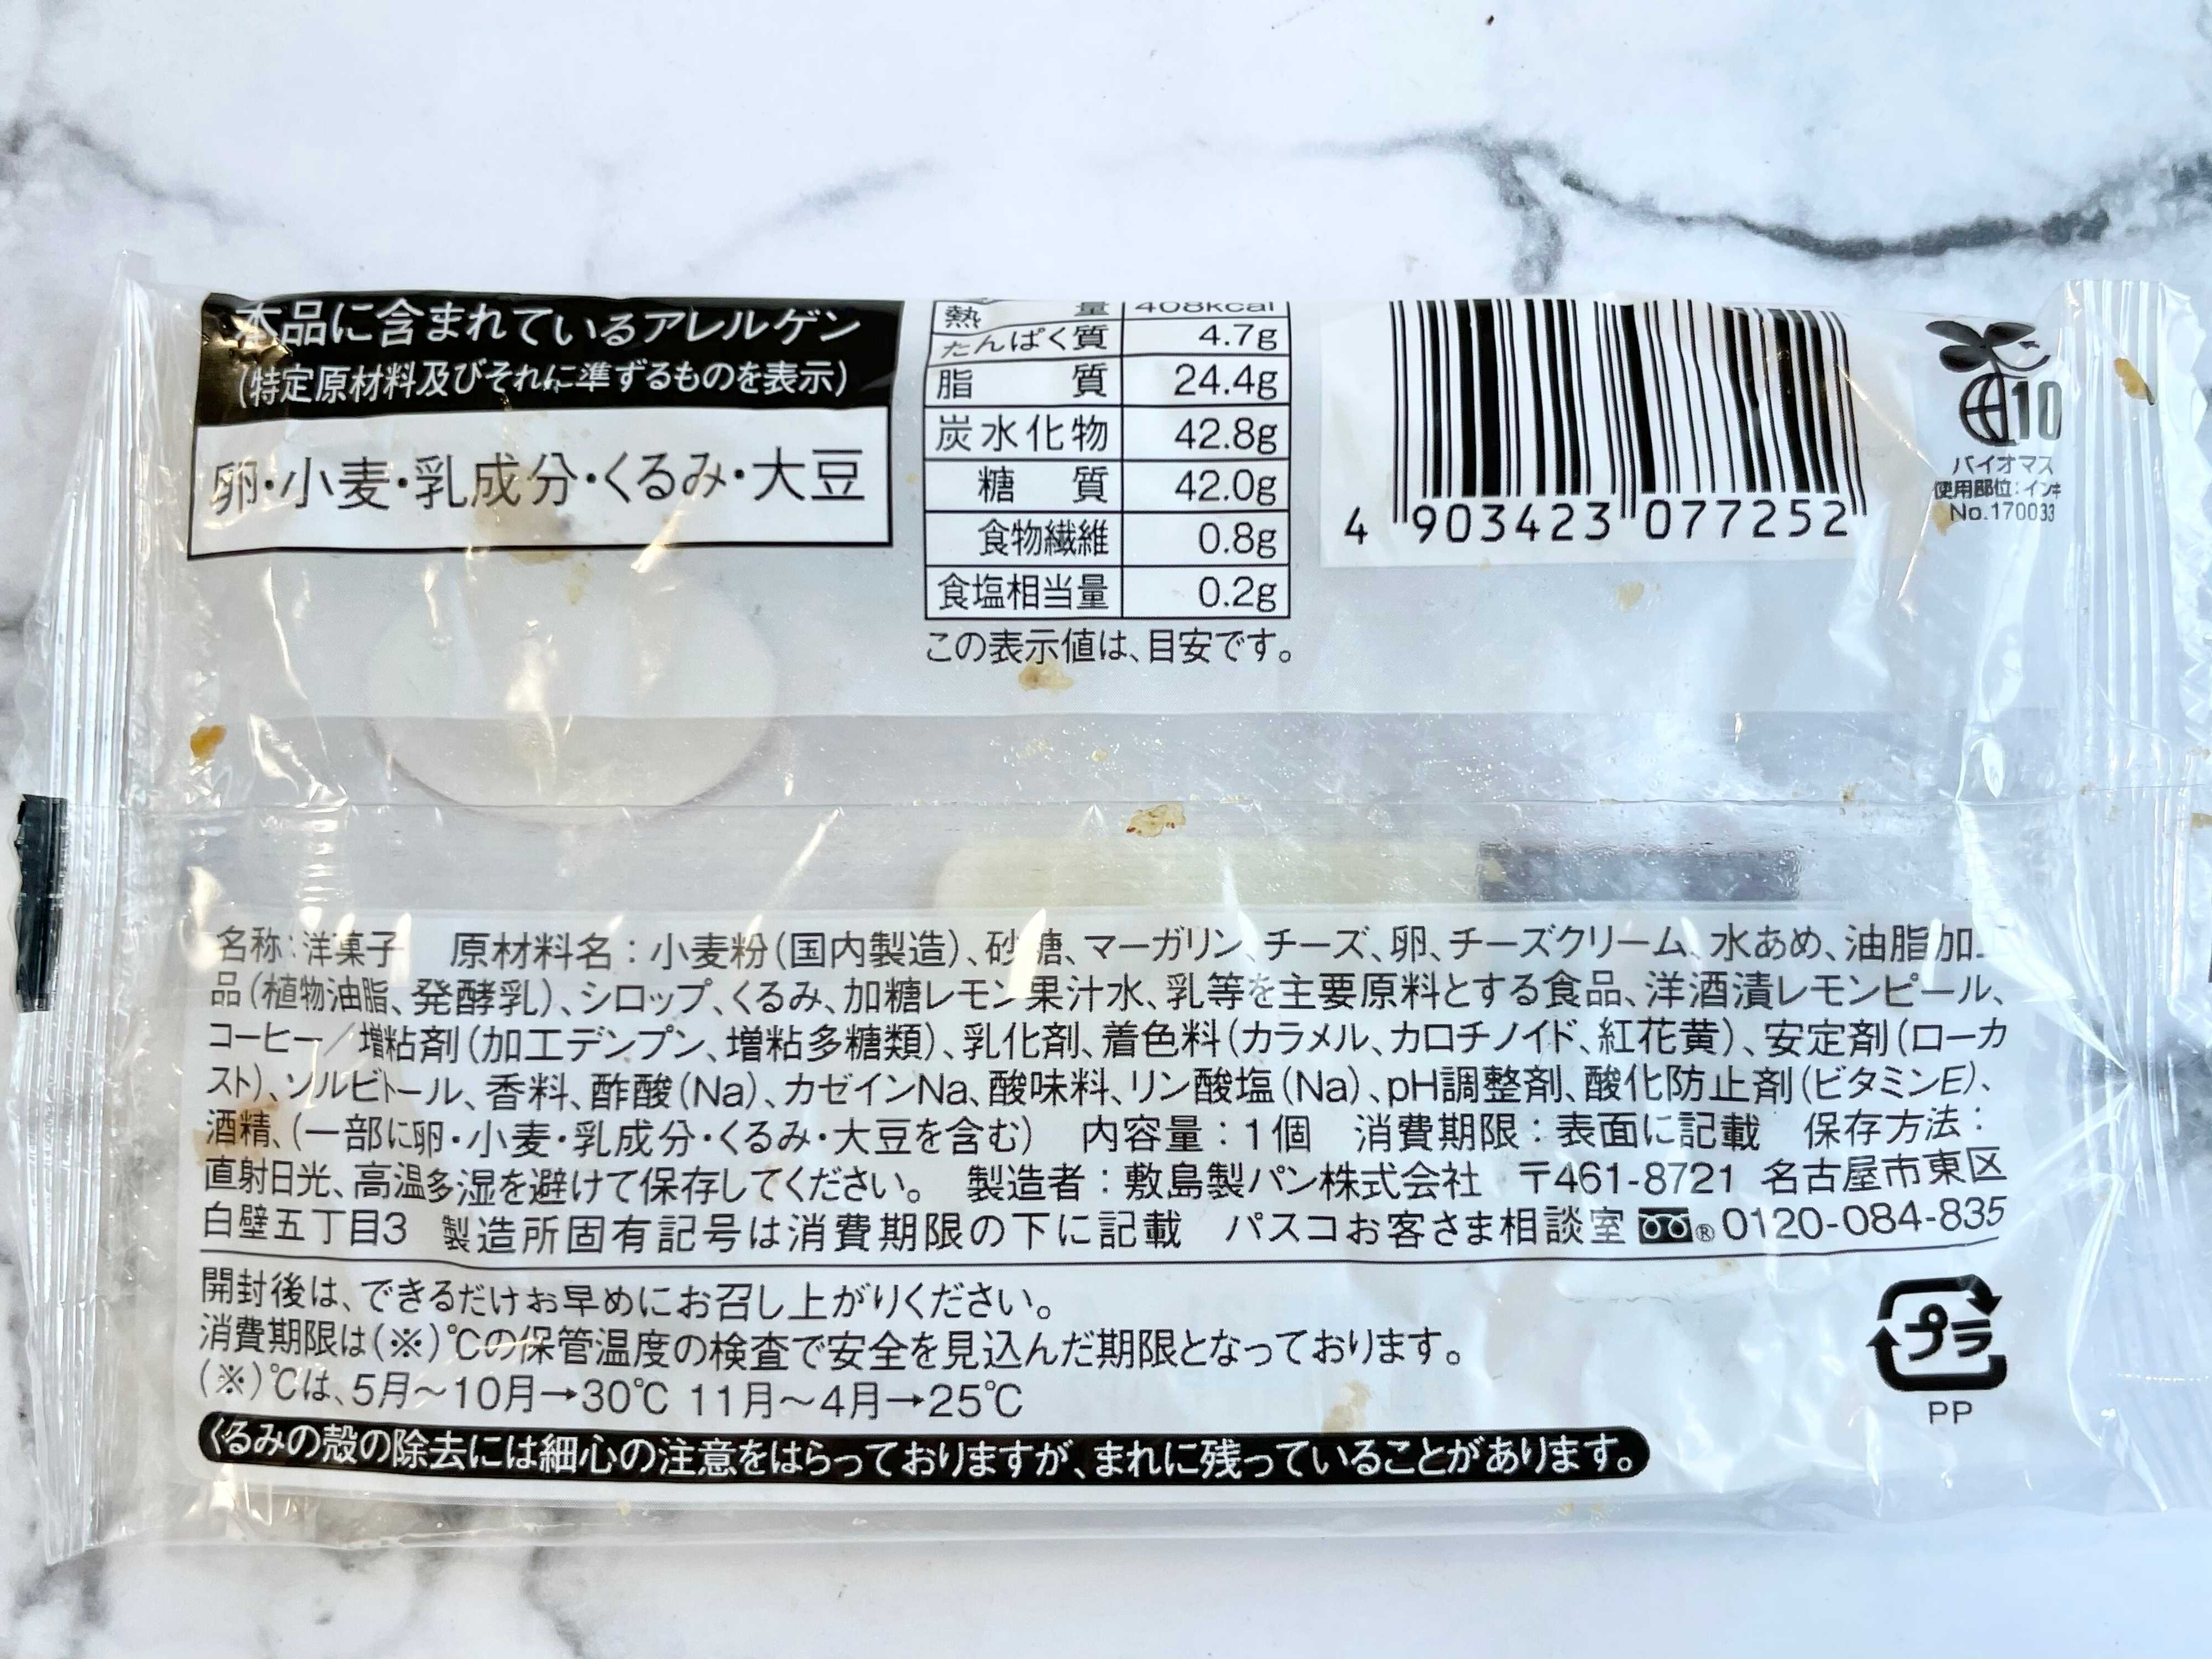 本品に含まれているアレルゲン
(特定原材料及びそれに準ずるものを表示)
卵・小麦・乳成分・くるみ・大豆
熱量 408kcal
たんぱく質 4.7g
脂質 24.4g
炭水化物 42.8g
糖質 42.0g
食物繊維 0.8g
食塩相当量 0.2g
この表示値は、目安です。
4 903423 077252
10
バイオマス
使用部位:インキ
No.170033
名称:洋菓子 原材料名:小麦粉(国内製造)、砂糖、マーガリン、チーズ、卵、チーズクリーム、水あめ、油脂加工
品(植物油脂、発酵乳)、シロップ、くるみ、加糖レモン果汁水、乳等を主要原料とする食品、洋酒漬レモンピール、
コーヒー/増粘剤(加工デンプン、増粘多糖類)、乳化剤、着色料(カラメル、カロチノイド、紅花黄)、安定剤(ローカ
スト)、ソルビトール、香料、酢酸(Na)、カゼインNa、酸味料、リン酸塩(Na)、pH調整剤、酸化防止剤(ビタミンE)、
酒精、(一部に卵・小麦・乳成分・くるみ・大豆を含む) 内容量:1個 消費期限:表面に記載 保存方法:
直射日光、高温多湿を避けて保存してください。 製造者:敷島製パン株式会社 〒461-8721 名古屋市東区
白壁五丁目3 製造所固有記号は消費期限の下に記載 パスコお客さま相談室 ® 0120-084-835
開封後は、できるだけお早めにお召し上がりください。
消費期限は(※)℃の保管温度の検査で安全を見込んだ期限となっております。
(※)℃は、5月〜10月→30℃ 11月〜4月→25℃
くるみの殻の除去には細心の注意をはらっておりますが、まれに残っていることがあります。
プラ
PP